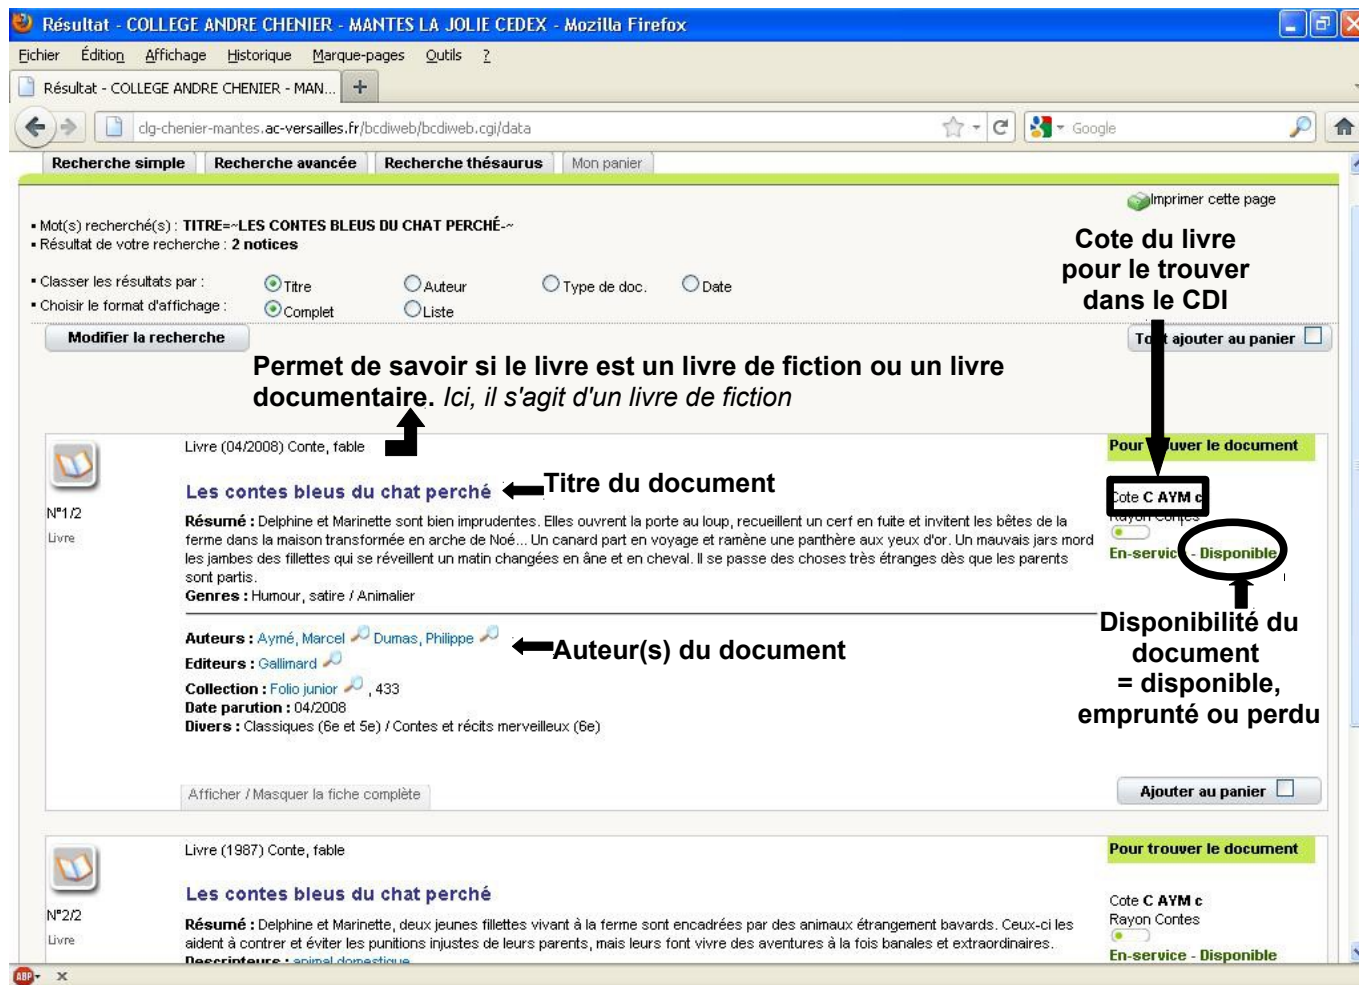 Résultat - COLLEGE ANDRE CHENIER - MANTES LA JOLIE CEDEX - Mozilla Firefox
Fichier Édition Affichage Historique Marque-pages Outils ?
Résultat - COLLEGE ANDRE CHENIER - MAN... +
clg-chenier-mantes.ac-versailles.fr/bcdiweb/bcdiweb.cgi/data Google
Recherche simple Recherche avancée Recherche thésaurus Mon panier
Imprimer cette page
Mot(s) recherché(s) : TITRE=~LES CONTES BLEUS DU CHAT PERCHÉ-~
Résultat de votre recherche : 2 notices
Cote du livre
pour le trouver
dans le CDI
Classer les résultats par : Titre Auteur Type de doc. Date
Choisir le format d'affichage : Complet Liste
Modifier la recherche
Tout ajouter au panier
Permet de savoir si le livre est un livre de fiction ou un livre
documentaire. Ici, il s'agit d'un livre de fiction
Livre (04/2008) Conte, fable
Pour trouver le document
Les contes bleus du chat perché
Titre du document
Cote C AYM c
Rayon Contes
En-service - Disponible
N°1/2
Livre
Résumé : Delphine et Marinette sont bien imprudentes. Elles ouvrent la porte au loup, recueillent un cerf en fuite et invitent les bêtes de la
ferme dans la maison transformée en arche de Noé... Un canard part en voyage et ramène une panthère aux yeux d'or. Un mauvais jars mord
les jambes des fillettes qui se réveillent un matin changées en âne et en cheval. Il se passe des choses très étranges dès que les parents
sont partis.
Genres : Humour, satire / Animalier
Auteurs : Aymé, Marcel Dumas, Philippe
Auteur(s) du document
Editeurs : Gallimard
Collection : Folio junior , 433
Date parution : 04/2008
Divers : Classiques (6e et 5e) / Contes et récits merveilleux (6e)
Disponibilité du
document
= disponible,
emprunté ou perdu
Afficher / Masquer la fiche complète
Ajouter au panier
Livre (1987) Conte, fable
Pour trouver le document
Les contes bleus du chat perché
N°2/2
Livre
Cote C AYM c
Rayon Contes
En-service - Disponible
Résumé : Delphine et Marinette, deux jeunes fillettes vivant à la ferme sont encadrées par des animaux étrangement bavards. Ceux-ci les
aident à contrer et éviter les punitions injustes de leurs parents, mais leurs font vivre des aventures à la fois banales et extraordinaires.
Descripteurs : animal domestique
ABP